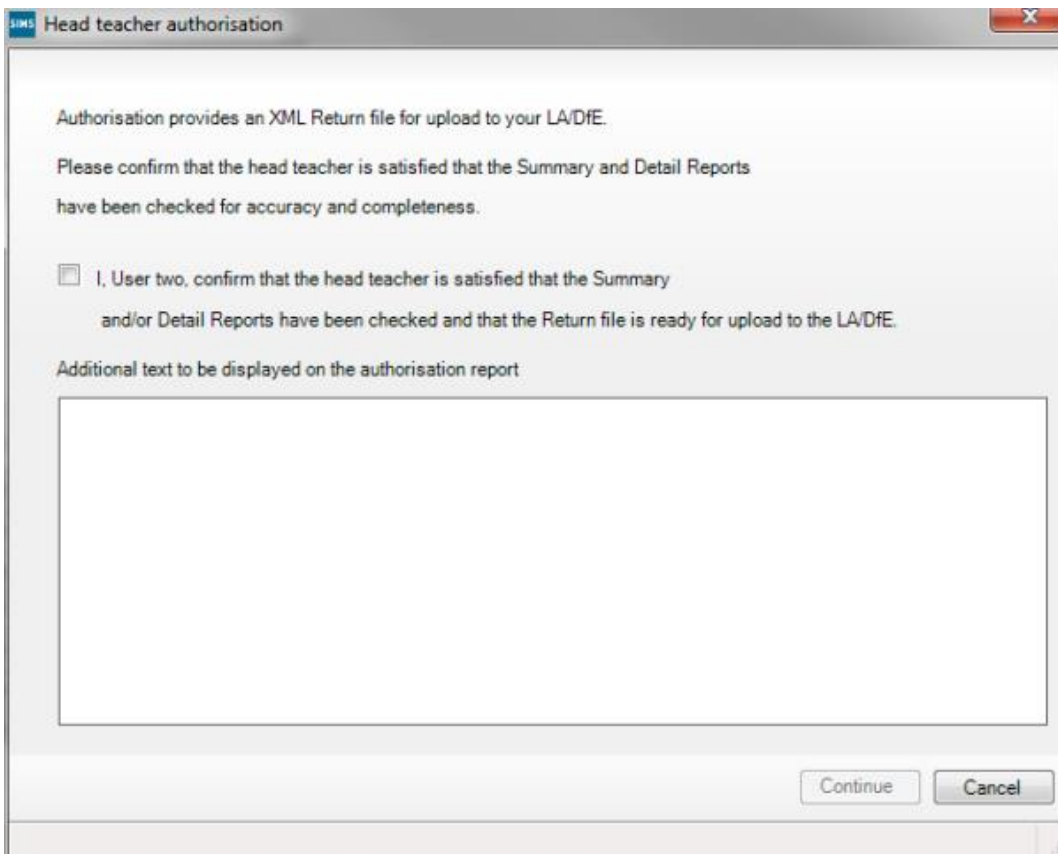 SIMS Head teacher authorisation
Authorisation provides an XML Return file for upload to your LA/DfE.
Please confirm that the head teacher is satisfied that the Summary and Detail Reports
have been checked for accuracy and completeness.
I, User two, confirm that the head teacher is satisfied that the Summary
and/or Detail Reports have been checked and that the Return file is ready for upload to the LA/DfE.
Additional text to be displayed on the authorisation report
Continue Cancel